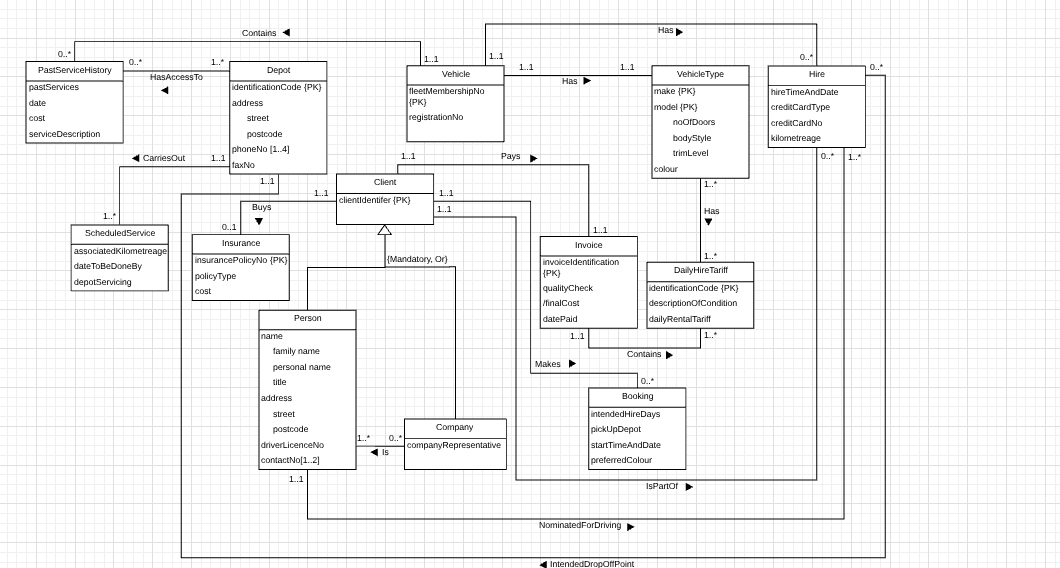 Contains
Has
0..*
1..1
1..1
0..*
PastServiceHistory
pastServices
date
cost
serviceDescription
0..*
1..*
HasAccessTo
Depot
identificationCode {PK}
address
street
postcode
phoneNo [1..4]
faxNo
Vehicle
fleetMembershipNo
{PK}
registrationNo
1..1
1..1
Has
VehicleType
make {PK}
model {PK}
noOfDoors
bodyStyle
trimLevel
colour
Hire
hireTimeAndDate
creditCardType
creditCardNo
kilometreage
0..*
CarriesOut
1..1
1..1
1..1
Pays
0..*
1..*
1..*
ScheduledService
associatedKilometreage
dateToBeDoneBy
depotServicing
Client
clientIdentifer {PK}
1..1
1..1
1..1
Buys
0..1
Insurance
insurancePolicyNo {PK}
policyType
cost
{Mandatory, Or}
1..1
Invoice
invoiceIdentification
{PK}
qualityCheck
/finalCost
datePaid
1..*
Has
1..*
DailyHireTariff
identificationCode {PK}
descriptionOfCondition
dailyRentalTariff
1..1
1..*
Contains
Person
name
family name
personal name
title
address
street
postcode
driverLicenceNo
contactNo[1..2]
Makes
0..*
Booking
intendedHireDays
pickUpDepot
startTimeAndDate
preferredColour
Company
companyRepresentative
1..*
0..*
Is
1..1
IsPartOf
NominatedForDriving
IntendedDropOffPoint